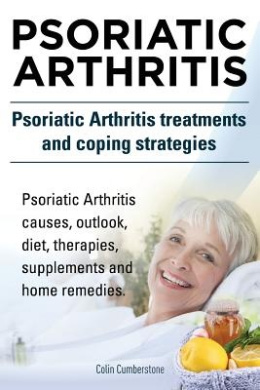 PSORIATIC
ARTHRITIS
Psoriatic Arthritis treatments
and coping strategies
Psoriatic Arthritis
causes, outlook,
diet, therapies,
supplements and
home remedies.
Colin Cumberstone